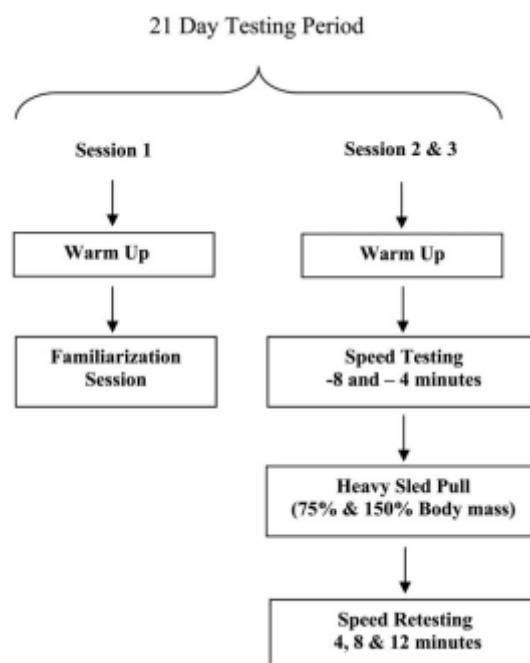 21 Day Testing Period
Session 1
Warm Up
Familiarization
Session
Session 2 & 3
Warm Up
Speed Testing
-8 and – 4 minutes
Heavy Sled Pull
(75% & 150% Body mass)
Speed Retesting
4, 8 & 12 minutes